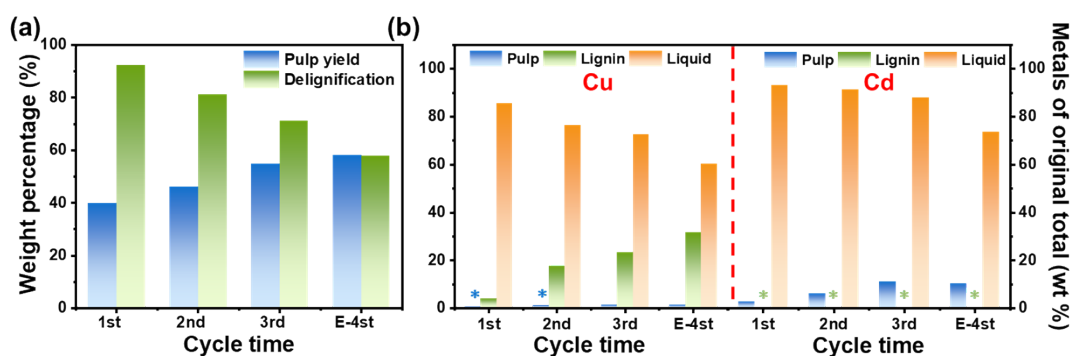 (a)
Pulp yield
Delignification
Weight percentage (%)
100
80
60
40
20
0
1st
2nd
3rd
E-4st
Cycle time
(b)
Pulp
Lignin
Liquid
Cu
Pulp
Lignin
Liquid
Cd
100
80
60
40
20
0
*
*
*
*
*
*
1st
2nd
3rd
E-4st
1st
2nd
3rd
E-4st
Cycle time
Cycle time
100
80
60
40
20
0
Metals of original total (wt %)